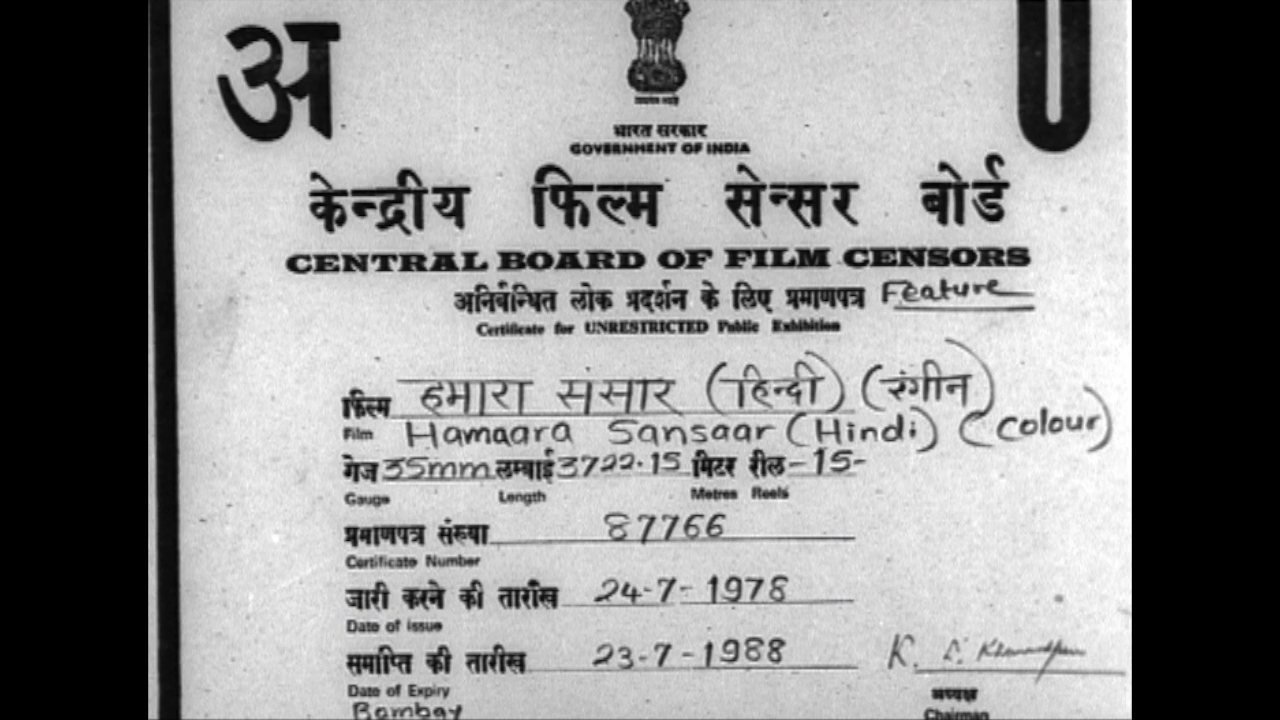 अ U
भारत सरकार
GOVERNMENT OF INDIA
केन्द्रीय फिल्म सेन्सर बोर्ड
CENTRAL BOARD OF FILM CENSORS
अनिर्बन्धित लोक प्रदर्शन के लिए प्रमाणपत्र Feature
Certificate for UNRESTRICTED Public Exhibition
फिल्म हमारा संसार (हिन्दी) (रंगीन)
Film Hamaara Sansaar (Hindi) (Colour)
गेज 35mm लम्बाई 3722.15 मिटर रील -15-
Gauge Length Metres Reels
प्रमाणपत्र संख्या 87766
Certificate Number
जारी करने की तारीख 24-7-1978
Date of issue
समाप्ति की तारीख 23-7-1988 K. L.
Date of Expiry अध्यक्ष
Bombay Chairman